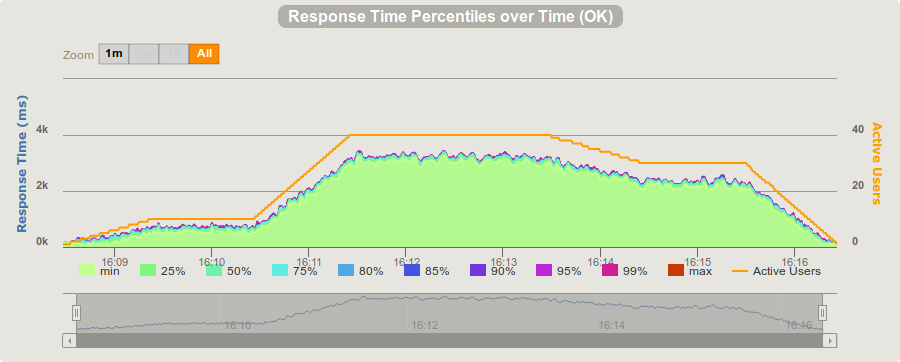 Response Time Percentiles over Time (OK)
Zoom 1m 10m 1h All
Response Time (ms)
Active Users
4k 40
2k 20
0k 0
16:09 16:10 16:11 16:12 16:13 16:14 16:15 16:16
min 25% 50% 75% 80% 85% 90% 95% 99% max Active Users
16:10 16:12 16:14 16:16